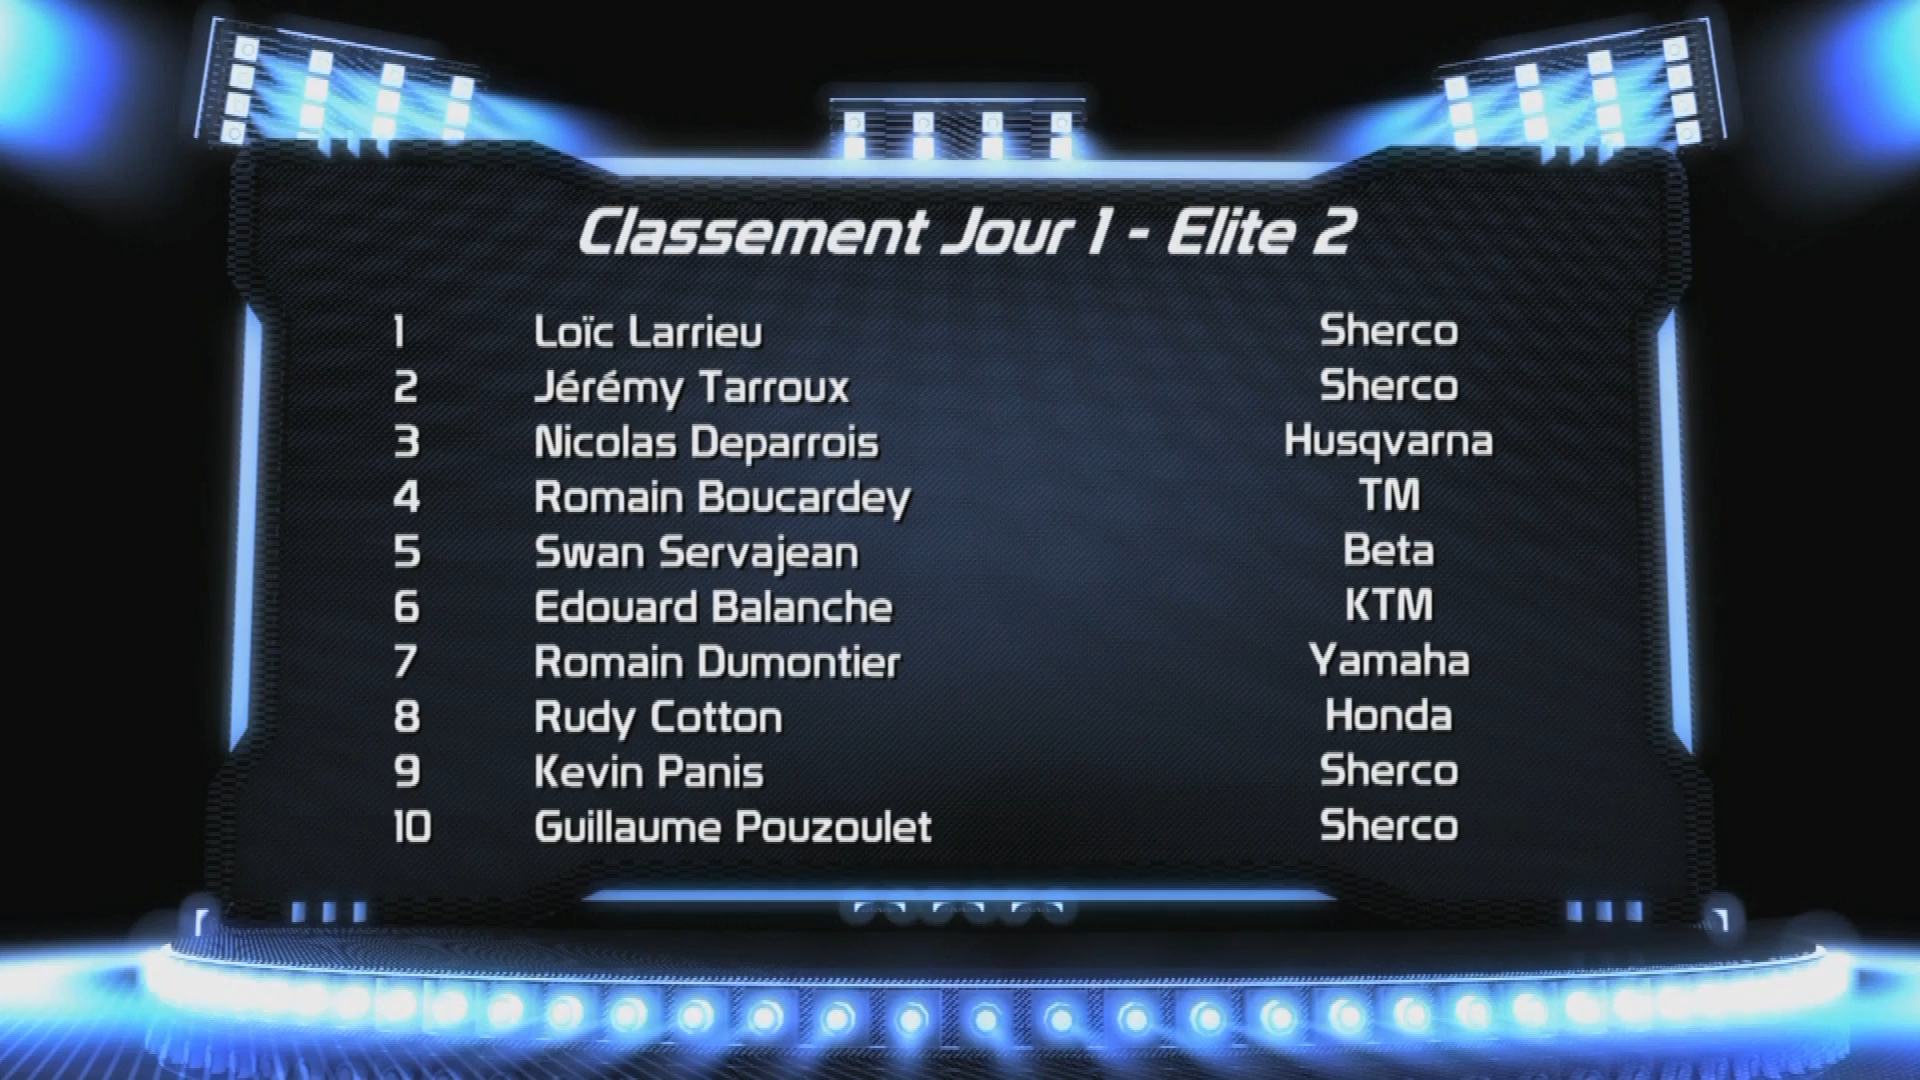 Classement Jour 1 - Elite 2
1 Loïc Larrieu Sherco
2 Jérémy Tarroux Sherco
3 Nicolas Deparrois Husqvarna
4 Romain Boucardey TM
5 Swan Servajean Beta
6 Edouard Balanche KTM
7 Romain Dumontier Yamaha
8 Rudy Cotton Honda
9 Kevin Panis Sherco
10 Guillaume Pouzoulet Sherco